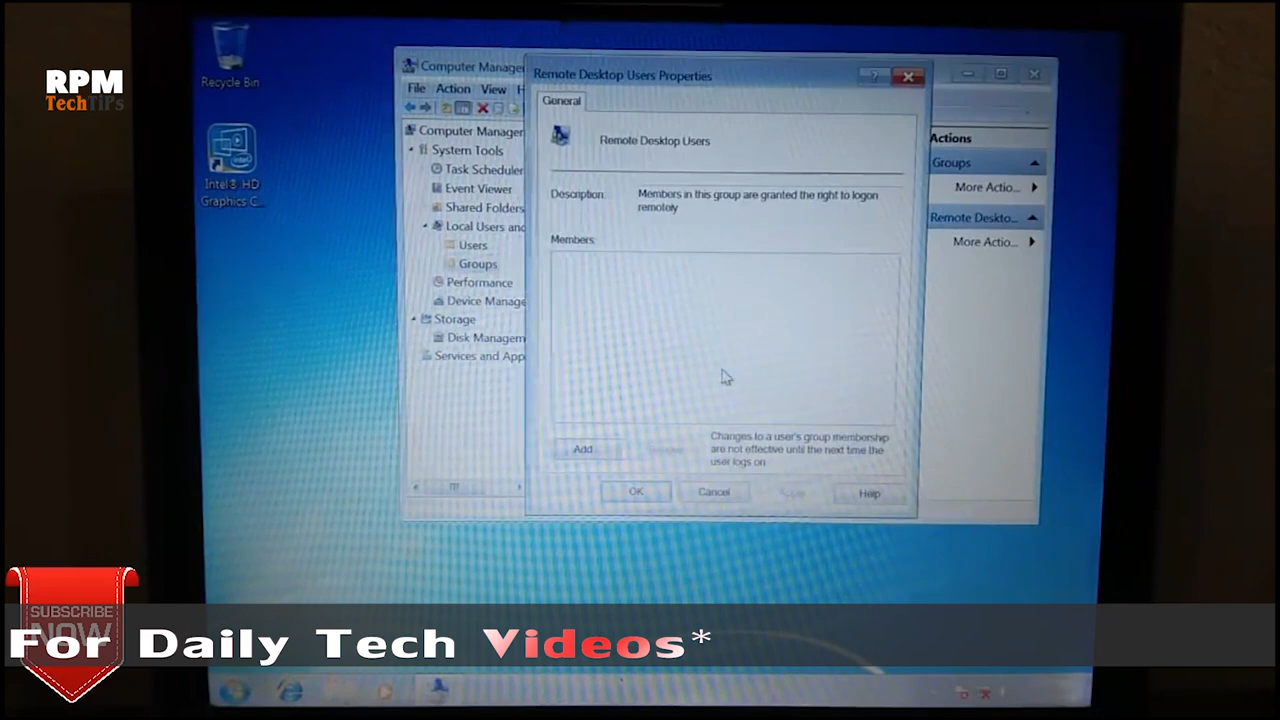 Recycle Bin
RPM
TechTiPs
Intel® HD
Graphics C...
Computer Manage
File Action View H
Computer Manage
System Tools
Task Scheduler
Event Viewer
Shared Folders
Local Users and
Users
Groups
Performance
Device Manage
Storage
Disk Managem
Services and App
Remote Desktop Users Properties
General
Remote Desktop Users
Description: Members in this group are granted the right to logon
remotely
Members:
Add
Changes to a user's group membership
are not effective until the next time the
user logs on
OK Cancel Help
Actions
Groups
More Actio...
Remote Deskto...
More Actio...
SUBSCRIBE
NOW
For Daily Tech Videos*